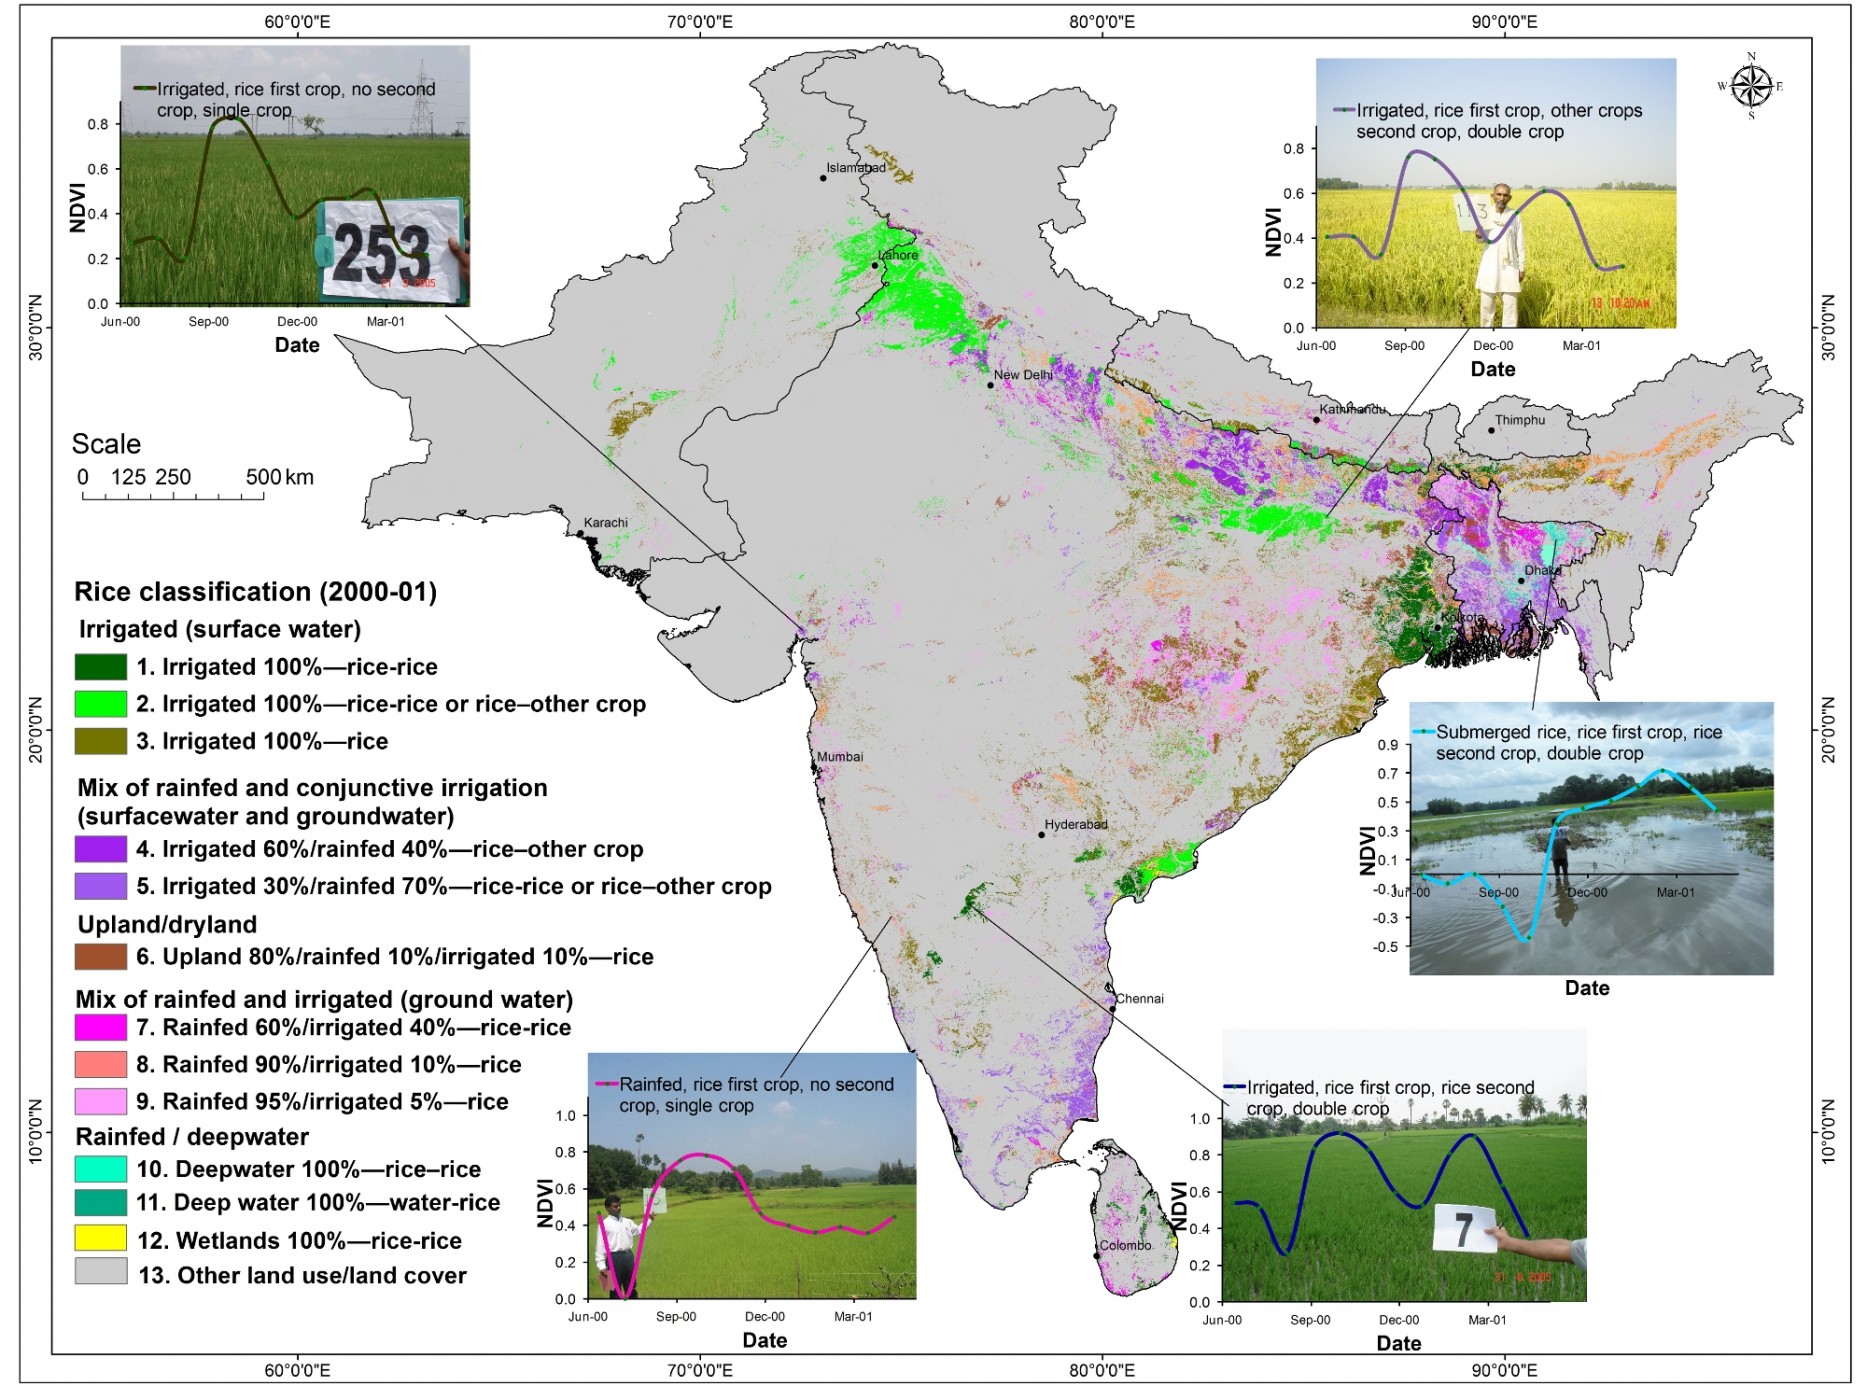 60°0'0"E
70°0'0"E
80°0'0"E
90°0'0"E
Irrigated, rice first crop, no second
crop, single crop
0.8
0.6
0.4
0.2
0.0
NDVI
253
Jun-00
Sep-00
Dec-00
Mar-01
Date
Irrigated, rice first crop, other crops
second crop, double crop
0.8
0.6
0.4
0.2
0.0
NDVI
Jun-00
Sep-00
Dec-00
Mar-01
Date
N
W
E
S
30°0'0"N
30°0'0"N
Islamabad
Lahore
New Delhi
Kathmandu
Thimphu
Karachi
Dhaka
Kolkota
Mumbai
Hyderabad
Chennai
Colombo
Scale
0 125 250 500 km
Rice classification (2000-01)
Irrigated (surface water)
1. Irrigated 100%—rice-rice
2. Irrigated 100%—rice-rice or rice–other crop
3. Irrigated 100%—rice
Mix of rainfed and conjunctive irrigation
(surfacewater and groundwater)
4. Irrigated 60%/rainfed 40%—rice–other crop
5. Irrigated 30%/rainfed 70%—rice-rice or rice–other crop
Upland/dryland
6. Upland 80%/rainfed 10%/irrigated 10%—rice
Mix of rainfed and irrigated (ground water)
7. Rainfed 60%/irrigated 40%—rice-rice
8. Rainfed 90%/irrigated 10%—rice
9. Rainfed 95%/irrigated 5%—rice
Rainfed / deepwater
10. Deepwater 100%—rice–rice
11. Deep water 100%—water-rice
12. Wetlands 100%—rice-rice
13. Other land use/land cover
20°0'0"N
20°0'0"N
Submerged rice, rice first crop, rice
second crop, double crop
0.9
0.7
0.5
0.3
0.1
-0.1
-0.3
-0.5
NDVI
Jun-00
Sep-00
Dec-00
Mar-01
Date
Rainfed, rice first crop, no second
crop, single crop
1.0
0.8
0.6
0.4
0.2
0.0
NDVI
Jun-00
Sep-00
Dec-00
Mar-01
Date
Irrigated, rice first crop, rice second
crop, double crop
1.0
0.8
0.6
0.4
0.2
0.0
NDVI
7
Jun-00
Sep-00
Dec-00
Mar-01
Date
10°0'0"N
10°0'0"N
60°0'0"E
70°0'0"E
80°0'0"E
90°0'0"E